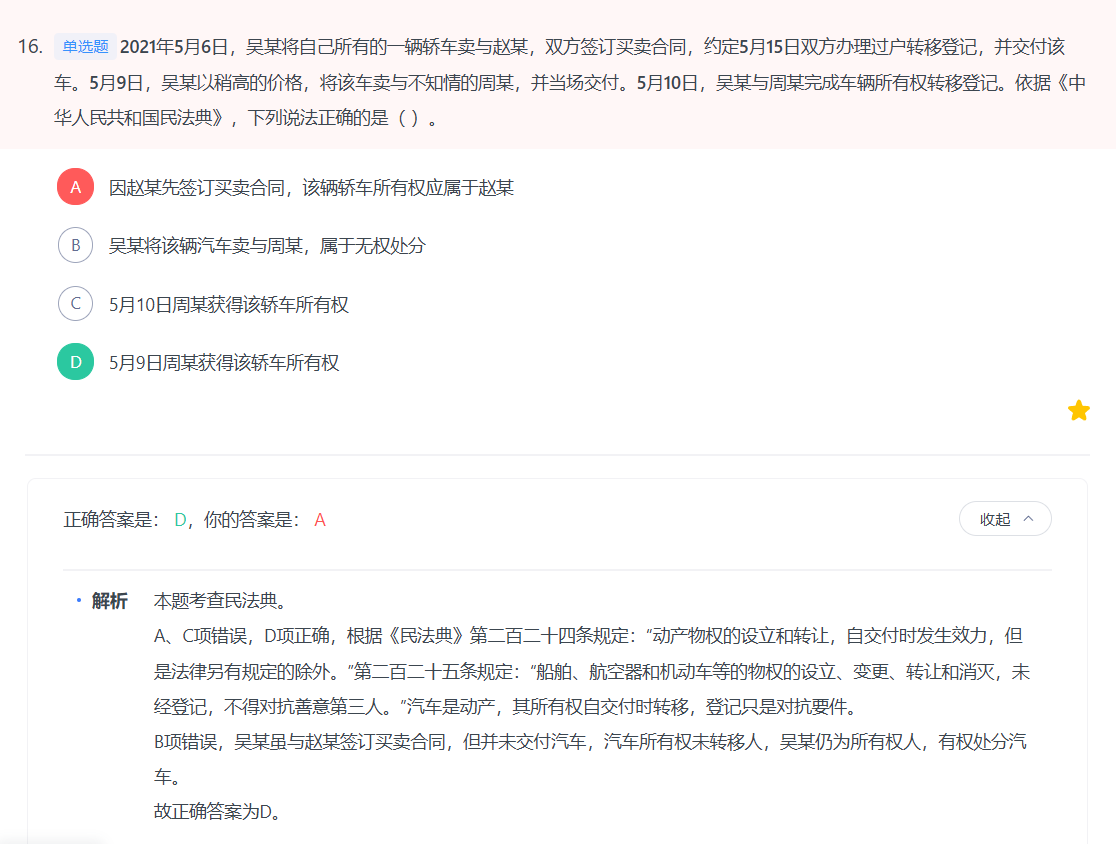 16. 单选题 2021年5月6日，吴某将自己所有的一辆轿车卖与赵某，双方签订买卖合同，约定5月15日双方办理过户转移登记，并交付该
车。5月9日，吴某以稍高的价格，将该车卖与不知情的周某，并当场交付。5月10日，吴某与周某完成车辆所有权转移登记。依据《中
华人民共和国民法典》，下列说法正确的是（ ）。
A 因赵某先签订买卖合同，该辆轿车所有权应属于赵某
B 吴某将该辆汽车卖与周某，属于无权处分
C 5月10日周某获得该轿车所有权
D 5月9日周某获得该轿车所有权
正确答案是： D，你的答案是： A
收起
解析 本题考查民法典。
A、C项错误，D项正确，根据《民法典》第二百二十四条规定：“动产物权的设立和转让，自交付时发生效力，但
是法律另有规定的除外。”第二百二十五条规定：“船舶、航空器和机动车等的物权的设立、变更、转让和消灭，未
经登记，不得对抗善意第三人。”汽车是动产，其所有权自交付时转移，登记只是对抗要件。
B项错误，吴某虽与赵某签订买卖合同，但并未交付汽车，汽车所有权未转移人，吴某仍为所有权人，有权处分汽
车。
故正确答案为D。